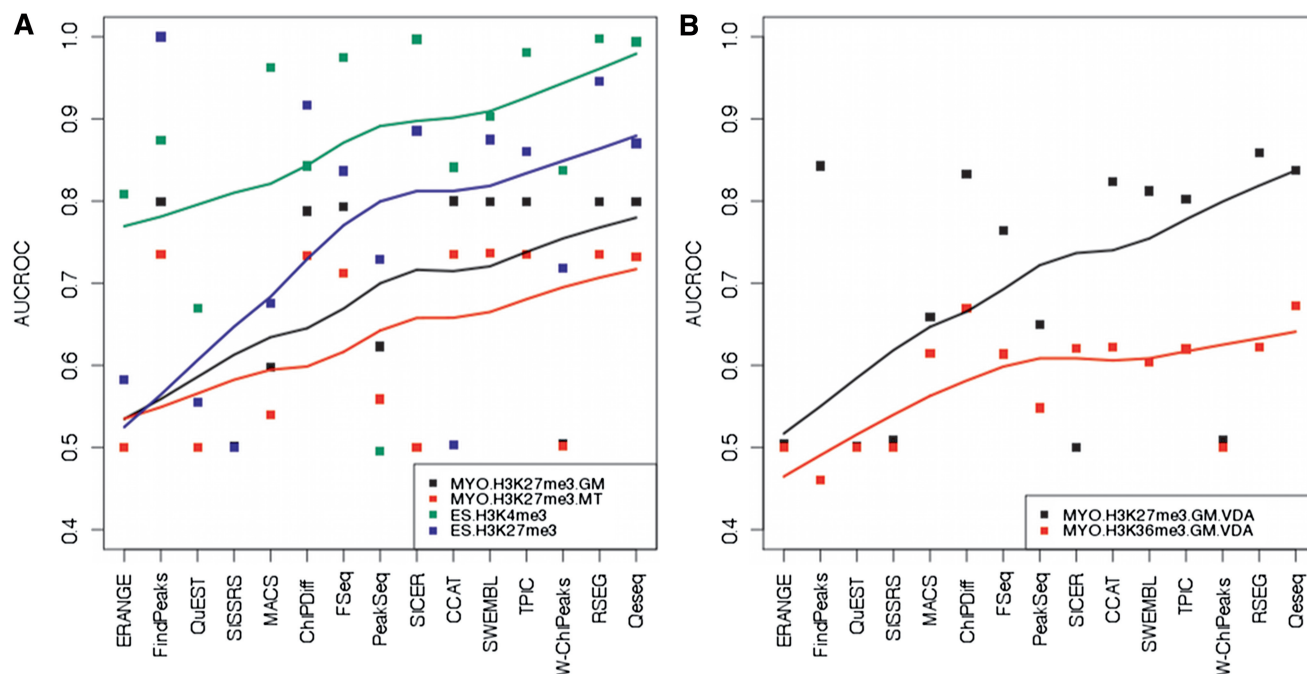 A
AUCROC
1.0
0.9
0.8
0.7
0.6
0.5
0.4
MYO.H3K27me3.GM
MYO.H3K27me3.MT
ES.H3K4me3
ES.H3K27me3
ERANGE
FindPeaks
QuEST
SISSRS
MACS
ChIPDiff
FSeq
PeakSeq
SICER
CCAT
SWEMBL
TPIC
W-ChIPeaks
RSEG
Qeseq
B
AUCROC
1.0
0.9
0.8
0.7
0.6
0.5
0.4
MYO.H3K27me3.GM.VDA
MYO.H3K36me3.GM.VDA
ERANGE
FindPeaks
QuEST
SISSRS
MACS
ChIPDiff
FSeq
PeakSeq
SICER
CCAT
SWEMBL
TPIC
W-ChIPeaks
RSEG
Qeseq